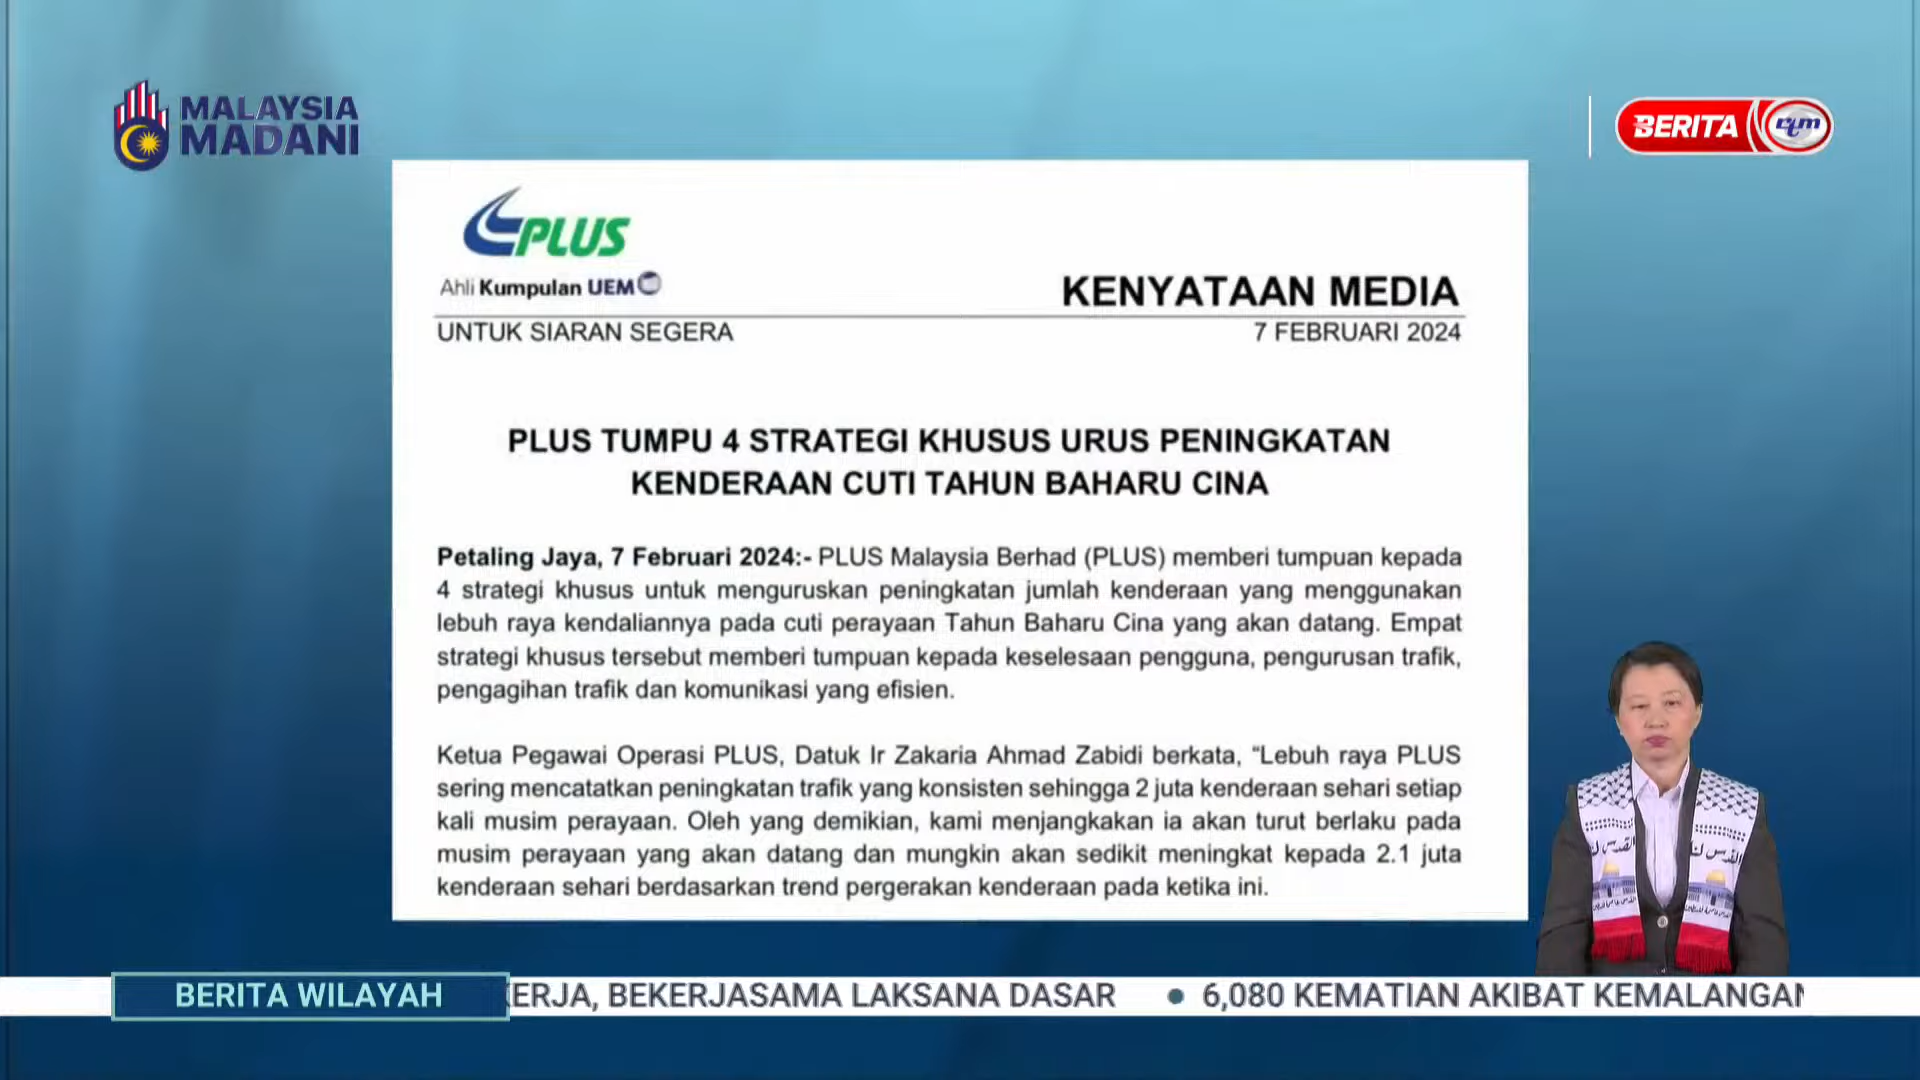 MALAYSIA
MADANI
BERITA rtm
PLUS
Ahli Kumpulan UEM
KENYATAAN MEDIA
UNTUK SIARAN SEGERA
7 FEBRUARI 2024
PLUS TUMPU 4 STRATEGI KHUSUS URUS PENINGKATAN
KENDERAAN CUTI TAHUN BAHARU CINA
Petaling Jaya, 7 Februari 2024:- PLUS Malaysia Berhad (PLUS) memberi tumpuan kepada
4 strategi khusus untuk menguruskan peningkatan jumlah kenderaan yang menggunakan
lebuh raya kendaliannya pada cuti perayaan Tahun Baharu Cina yang akan datang. Empat
strategi khusus tersebut memberi tumpuan kepada keselesaan pengguna, pengurusan trafik,
pengagihan trafik dan komunikasi yang efisien.
Ketua Pegawai Operasi PLUS, Datuk Ir Zakaria Ahmad Zabidi berkata, “Lebuh raya PLUS
sering mencatatkan peningkatan trafik yang konsisten sehingga 2 juta kenderaan sehari setiap
kali musim perayaan. Oleh yang demikian, kami menjangkakan ia akan turut berlaku pada
musim perayaan yang akan datang dan mungkin akan sedikit meningkat kepada 2.1 juta
kenderaan sehari berdasarkan trend pergerakan kenderaan pada ketika ini.
القدس لنا
القدس لنا
BERITA WILAYAH
KERJA, BEKERJASAMA LAKSANA DASAR • 6,080 KEMATIAN AKIBAT KEMALANGAN